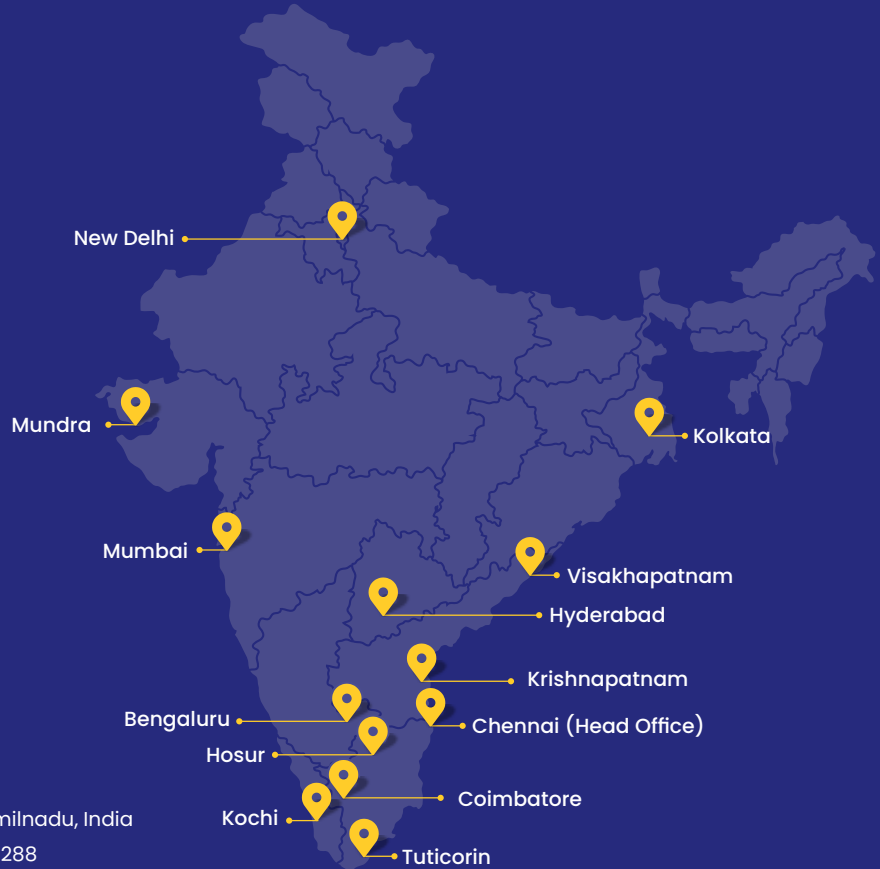 New Delhi
Mundra
Kolkata
Mumbai
Visakhapatnam
Hyderabad
Krishnapatnam
Bengaluru
Chennai (Head Office)
Hosur
Coimbatore
Kochi
Tuticorin
milnadu, India
288